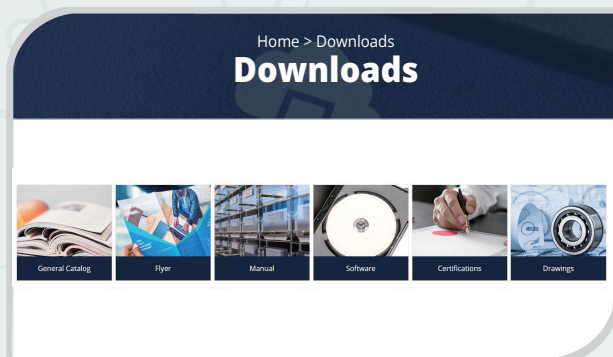 Home > Downloads
Downloads
General Catalog
Flyer
Manual
Software
Certifications
Drawings